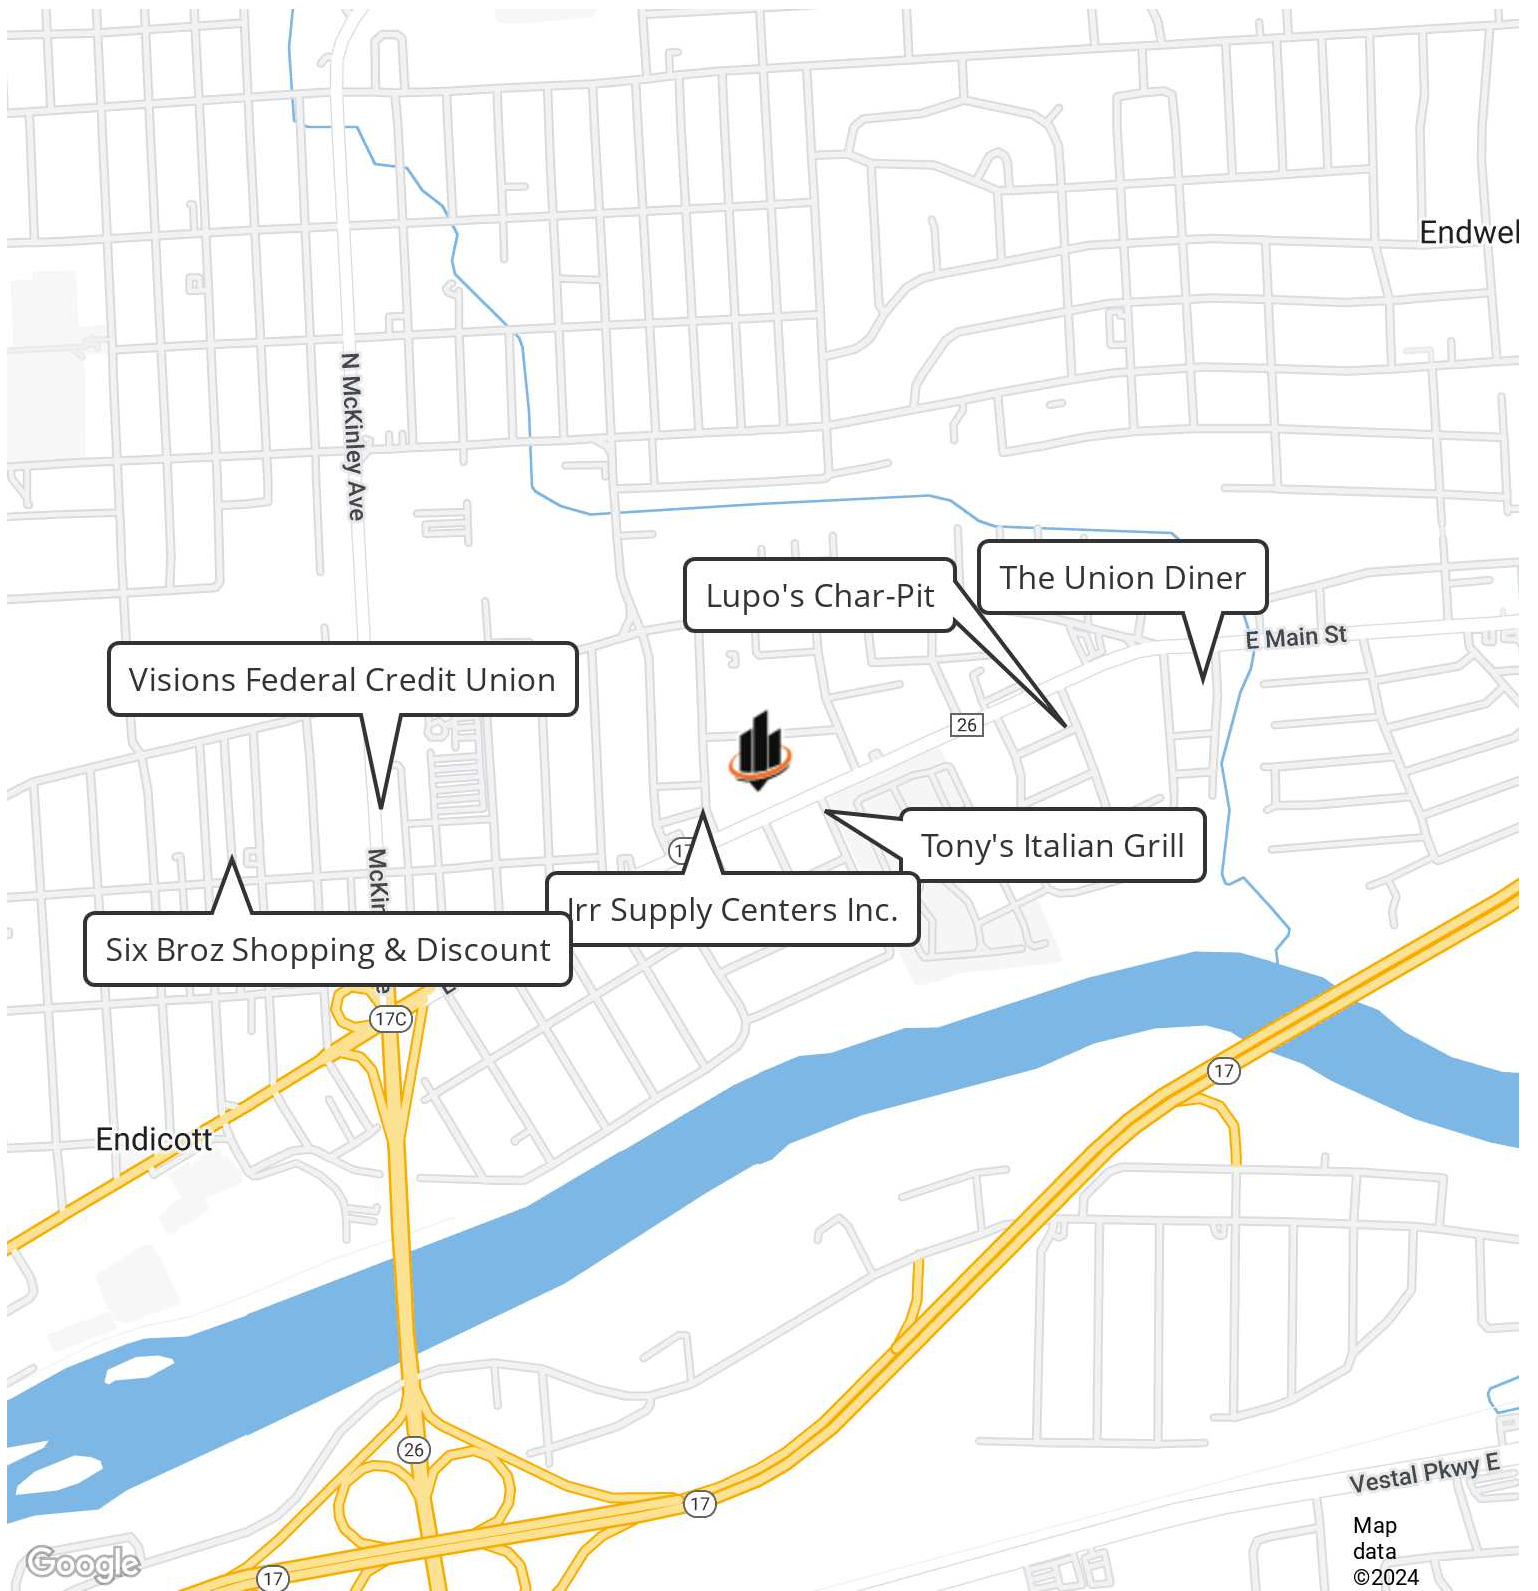 Endwel
N McKinley Ave
Lupo's Char-Pit
The Union Diner
E Main St
Visions Federal Credit Union
26
Tony's Italian Grill
Irr Supply Centers Inc.
Six Broz Shopping & Discount
17C
17
Endicott
26
17
17
Vestal Pkwy E
Map
data
©2024
Google